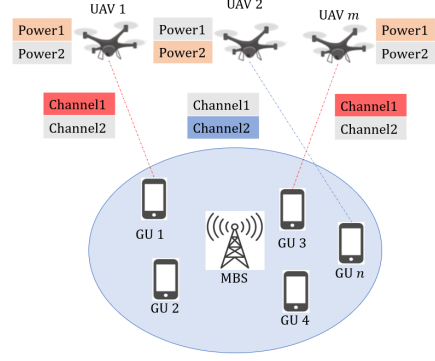 UAV 1
UAV 2
UAV m
Power1
Power2
Power1
Power2
Power1
Power2
Channel1
Channel2
Channel1
Channel2
Channel1
Channel2
GU 1
GU 3
GU n
MBS
GU 2
GU 4